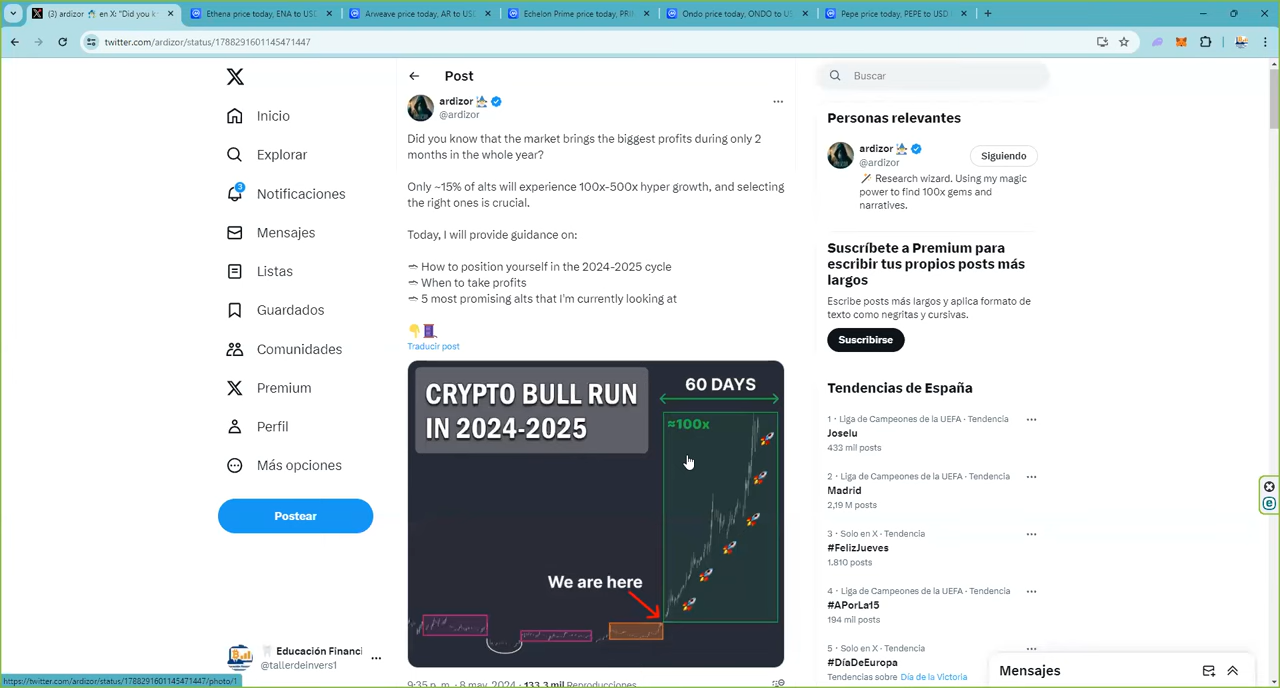 (3) ardizor en X: "Did you k
Ethena price today, ENA to USD
Arweave price today, AR to USD
Echelon Prime price today, PRI
Ondo price today, ONDO to US
Pepe price today, PEPE to USD
twitter.com/ardizor/status/1788291601145471447
Inicio
Explorar
3
Notificaciones
Mensajes
Listas
Guardados
Comunidades
Premium
Perfil
Más opciones
Postear
Educación Financi
@tallerdeinvers1
https://twitter.com/ardizor/status/1788291601145471447/photo/1
Post
ardizor
@ardizor
Did you know that the market brings the biggest profits during only 2
months in the whole year?
Only ~15% of alts will experience 100x-500x hyper growth, and selecting
the right ones is crucial.
Today, I will provide guidance on:
How to position yourself in the 2024-2025 cycle
When to take profits
5 most promising alts that I'm currently looking at
Traducir post
CRYPTO BULL RUN
IN 2024-2025
60 DAYS
≈100x
We are here
9:35 p. m. · 8 may. 2024 · 133,3 mil Reproducciones
Buscar
Personas relevantes
ardizor
@ardizor
Siguiendo
Research wizard. Using my magic
power to find 100x gems and
narratives.
Suscríbete a Premium para
escribir tus propios posts más
largos
Escribe posts más largos y aplica formato de
texto como negritas y cursivas.
Suscribirse
Tendencias de España
1 · Liga de Campeones de la UEFA · Tendencia
Joselu
433 mil posts
2 · Liga de Campeones de la UEFA · Tendencia
Madrid
2,19 M posts
3 · Solo en X · Tendencia
#FelizJueves
1.810 posts
4 · Liga de Campeones de la UEFA · Tendencia
#APorLa15
194 mil posts
5 · Solo en X · Tendencia
#DíaDeEuropa
Tendencias sobre Día de la Victoria
Mensajes